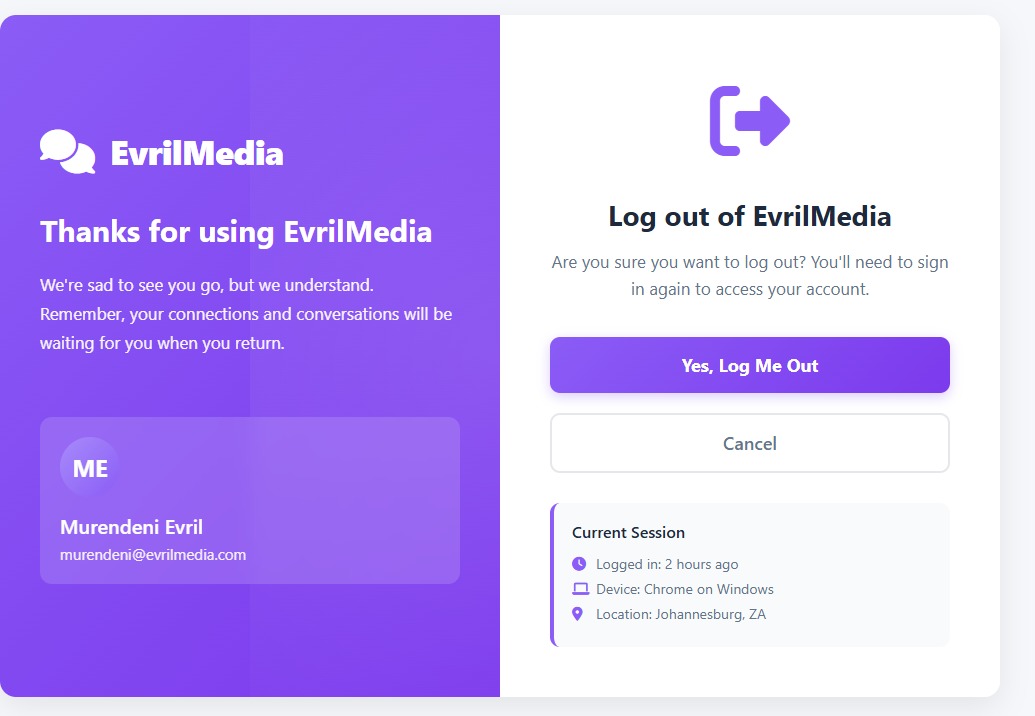 EvrilMedia
Thanks for using EvrilMedia
We're sad to see you go, but we understand.
Remember, your connections and conversations will be
waiting for you when you return.
ME
Murendeni Evril
murendeni@evrilmedia.com
Log out of EvrilMedia
Are you sure you want to log out? You'll need to sign
in again to access your account.
Yes, Log Me Out
Cancel
Current Session
Logged in: 2 hours ago
Device: Chrome on Windows
Location: Johannesburg, ZA